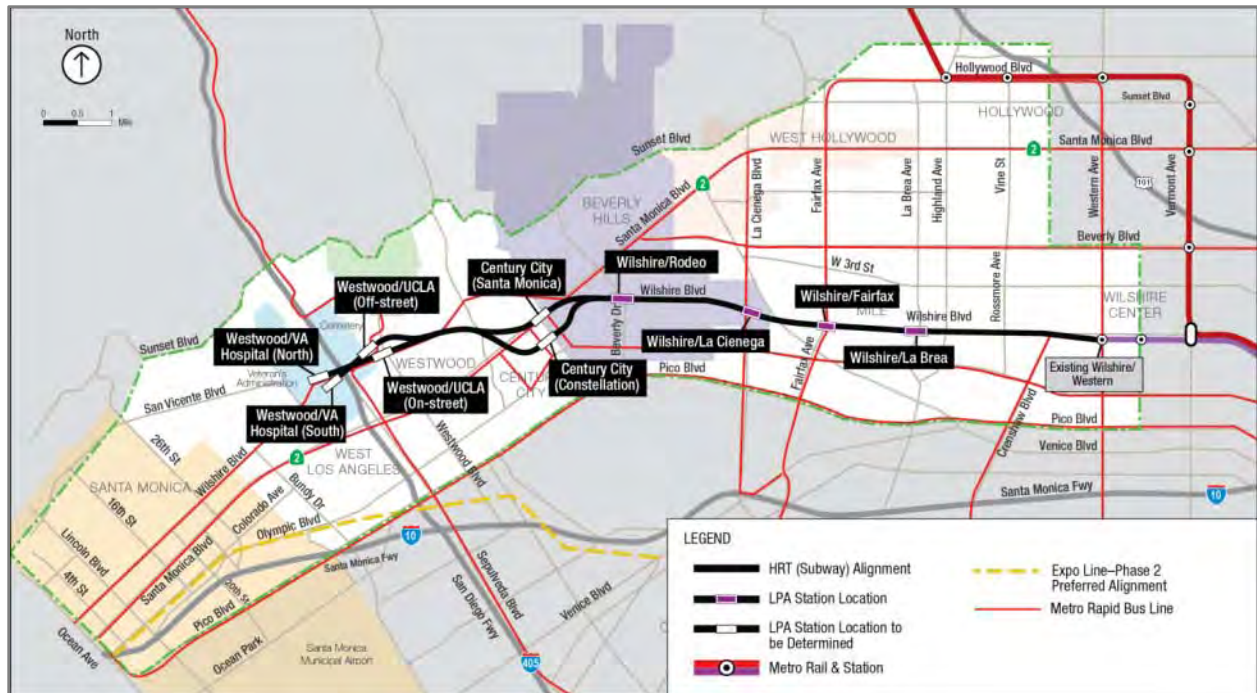 North
0 0.5 1
Mile
Hollywood Blvd
Sunset Blvd
HOLLYWOOD
WEST HOLLYWOOD
Santa Monica Blvd
2
Sunset Blvd
2
101
BEVERLY
HILLS
Santa Monica Blvd
La Cienega Blvd
Fairfax Ave
La Brea Ave
Highland Ave
Vine St
Western Ave
Vermont Ave
Beverly Blvd
W 3rd St
Rossmore Ave
Century City
(Santa Monica)
Wilshire/Rodeo
Wilshire Blvd
Westwood/UCLA
(Off-street)
Wilshire/Fairfax
MILE
Wilshire Blvd
WILSHIRE
CENTER
Cemetery
Beverly Dr
Westwood/VA
Hospital (North)
WESTWOOD
Wilshire/La Cienega
Wilshire/La Brea
Sunset Blvd
Veteran's
Administration
Westwood/UCLA
(On-street)
CENTURY
CITY
Century City
(Constellation)
Pico Blvd
Fairfax Ave
Existing Wilshire/
Western
San Vicente Blvd
Westwood/VA
Hospital (South)
Crenshaw Blvd
Pico Blvd
Venice Blvd
26th St
Wilshire Blvd
2
WEST
LOS ANGELES
Westwood Blvd
Santa Monica Fwy
10
SANTA MONICA
16th St
Colorado Ave
Bundy Dr
Olympic Blvd
10
Lincoln Blvd
4th St
Santa Monica Blvd
20th St
Santa Monica Fwy
Sepulveda Blvd
San Diego Fwy
Venice Blvd
Pico Blvd
Ocean Ave
Ocean Park
Santa Monica
Municipal Airport
405
LEGEND
HRT (Subway) Alignment
LPA Station Location
LPA Station Location to
be Determined
Metro Rail & Station
Expo Line–Phase 2
Preferred Alignment
Metro Rapid Bus Line